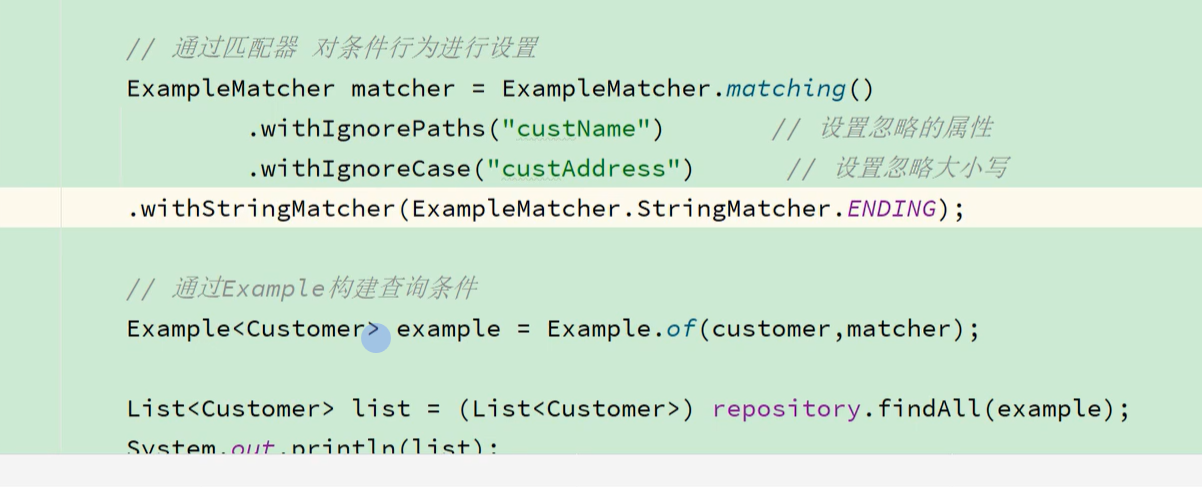 // 通过匹配器 对条件行为进行设置
ExampleMatcher matcher = ExampleMatcher.matching()
.withIgnorePaths("custName") // 设置忽略的属性
.withIgnoreCase("custAddress") // 设置忽略大小写
.withStringMatcher(ExampleMatcher.StringMatcher.ENDING);
// 通过Example构建查询条件
Example<Customer> example = Example.of(customer,matcher);
List<Customer> list = (List<Customer>) repository.findAll(example);
System.out.println(list);